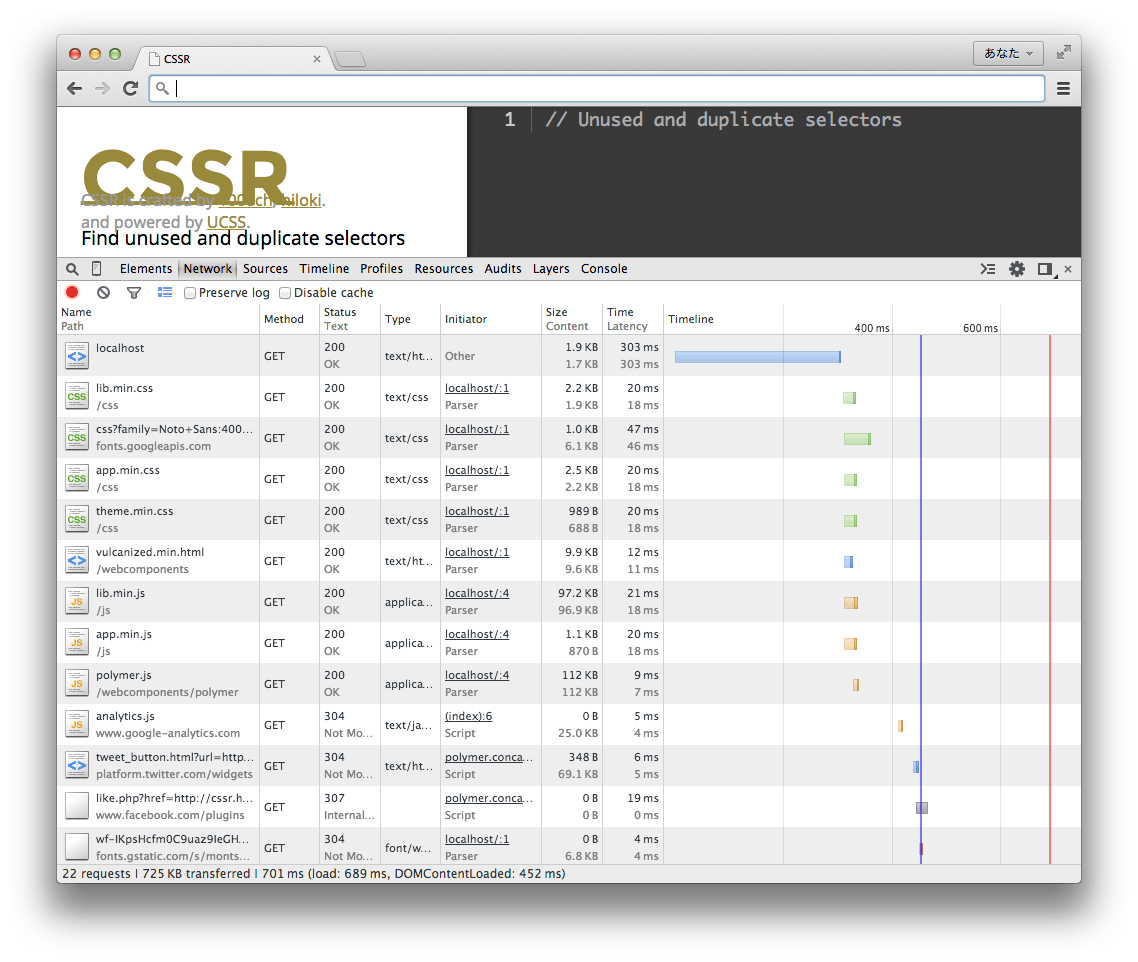 CSSR
あなた
CSSR
CSSR is crafted by 1000ch, hiloki.
and powered by UCSS.
Find unused and duplicate selectors
1 // Unused and duplicate selectors
Elements Network Sources Timeline Profiles Resources Audits Layers Console
Preserve log Disable cache
Name Method Status Type Initiator Size Time Timeline
Path Text Content Latency 400 ms 600 ms
localhost GET 200 text/ht... Other 1.9 KB 303 ms
OK 1.7 KB 303 ms
lib.min.css GET 200 text/css localhost/:1 2.2 KB 20 ms
/css OK Parser 1.9 KB 18 ms
css?family=Noto+Sans:400... GET 200 text/css localhost/:1 1.0 KB 47 ms
fonts.googleapis.com OK Parser 6.1 KB 46 ms
app.min.css GET 200 text/css localhost/:1 2.5 KB 20 ms
/css OK Parser 2.2 KB 18 ms
theme.min.css GET 200 text/css localhost/:1 989 B 20 ms
/css OK Parser 688 B 18 ms
vulcanized.min.html GET 200 text/ht... localhost/:1 9.9 KB 12 ms
/webcomponents OK Parser 9.6 KB 11 ms
lib.min.js GET 200 applica... localhost/:4 97.2 KB 21 ms
/js OK Parser 96.9 KB 18 ms
app.min.js GET 200 applica... localhost/:4 1.1 KB 20 ms
/js OK Parser 870 B 18 ms
polymer.js GET 200 applica... localhost/:4 112 KB 9 ms
/webcomponents/polymer OK Parser 112 KB 7 ms
analytics.js GET 304 text/ja... (index):6 0 B 5 ms
www.google-analytics.com Not Mo... Script 25.0 KB 4 ms
tweet_button.html?url=http... GET 304 text/ht... polymer.conca... 348 B 6 ms
platform.twitter.com/widgets Not Mo... Script 69.1 KB 5 ms
like.php?href=http://cssr.h... GET 307 polymer.conca... 0 B 19 ms
www.facebook.com/plugins Internal... Script 0 B 0 ms
wf-IKpsHcfm0C9uaz9IeGH... GET 304 font/w... localhost/:1 0 B 4 ms
fonts.gstatic.com/s/monts... Not Mo... Parser 6.8 KB 4 ms
22 requests | 725 KB transferred | 701 ms (load: 689 ms, DOMContentLoaded: 452 ms)